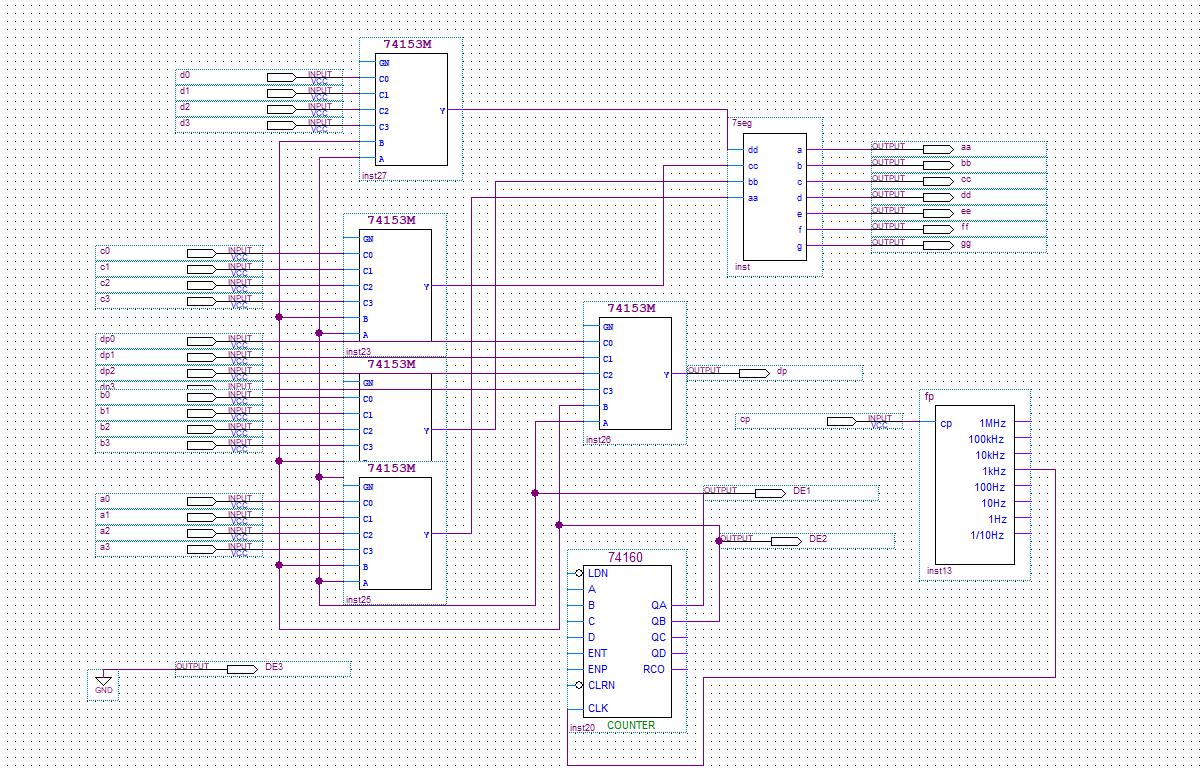 74153M
GN
d0 INPUT VCC C0
d1 INPUT VCC C1
d2 INPUT VCC C2 Y
d3 INPUT VCC C3
B
A
inst27
7seg
dd a OUTPUT aa
cc b OUTPUT bb
bb c OUTPUT cc
aa d OUTPUT dd
e OUTPUT ee
f OUTPUT ff
g OUTPUT gg
inst
74153M
GN
c0 INPUT VCC C0
c1 INPUT VCC C1
c2 INPUT VCC C2 Y
c3 INPUT VCC C3
B
A
inst23
74153M
GN
dp0 INPUT VCC C0
dp1 INPUT VCC C1
dp2 INPUT VCC C2 Y OUTPUT dp
dp3 C3
B
A
inst26
74153M
GN
b0 INPUT VCC C0
b1 INPUT VCC C1
b2 INPUT VCC C2 Y
b3 INPUT VCC C3
74153M
GN
a0 INPUT VCC C0
a1 INPUT VCC C1
a2 INPUT VCC C2 Y
a3 INPUT VCC C3
B
A
inst25
fp
cp INPUT VCC cp 1MHz
100kHz
10kHz
1kHz
100Hz
10Hz
1Hz
1/10Hz
inst13
OUTPUT DE1
OUTPUT DE2
74160
LDN
A
B QA
C QB
D QC
ENT QD
ENP RCO
CLRN
CLK
inst20 COUNTER
OUTPUT DE3
GND